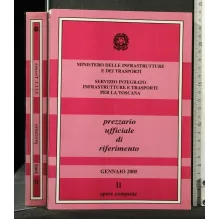 MINISTERO DELLE INFRASTRUTTURE
E DEI TRASPORTI
SERVIZIO INTEGRATO
INFRASTRUTTURE E TRASPORTI
PER LA TOSCANA
prezzario
ufficiale
di
riferimento
GENNAIO 2005
II
opere compiute